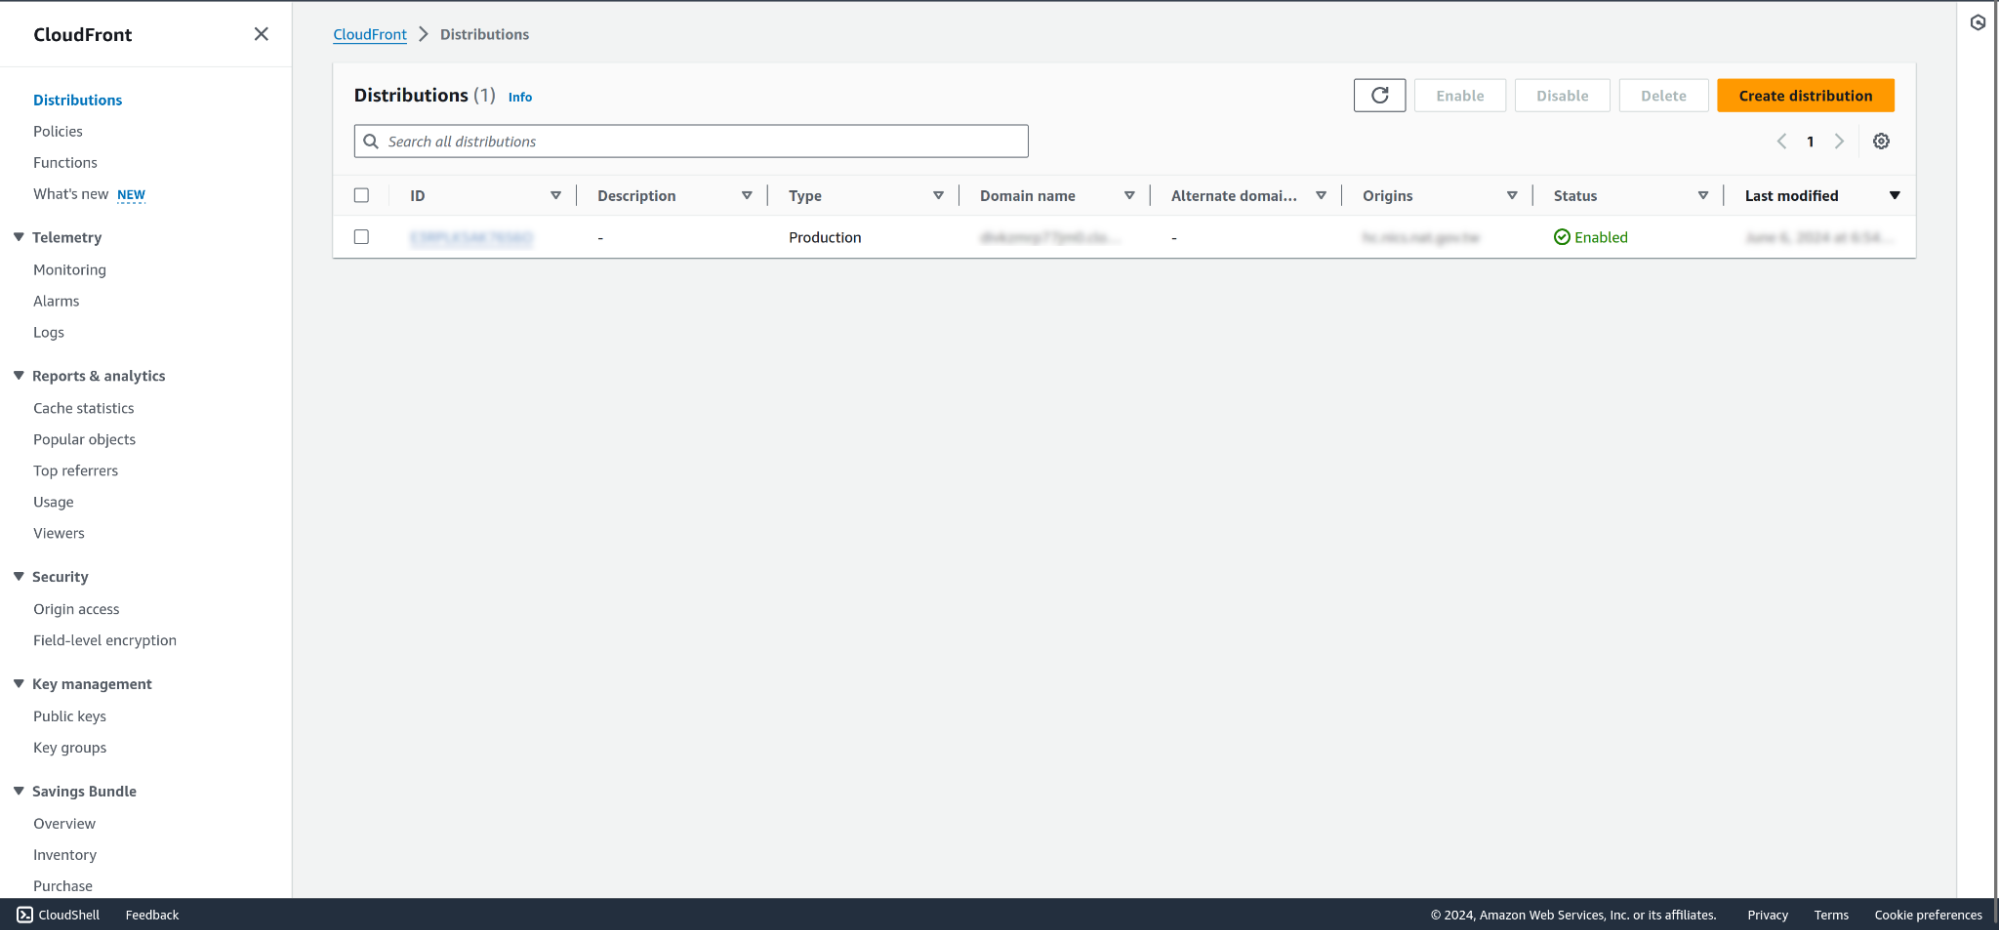 CloudFront
Distributions
Policies
Functions
What's new NEW
Telemetry
Monitoring
Alarms
Logs
Reports & analytics
Cache statistics
Popular objects
Top referrers
Usage
Viewers
Security
Origin access
Field-level encryption
Key management
Public keys
Key groups
Savings Bundle
Overview
Inventory
Purchase
CloudFront > Distributions
Distributions (1) Info
Enable Disable Delete Create distribution
Search all distributions
1
ID Description Type Domain name Alternate domai... Origins Status Last modified
- Production - Enabled
CloudShell Feedback © 2024, Amazon Web Services, Inc. or its affiliates. Privacy Terms Cookie preferences